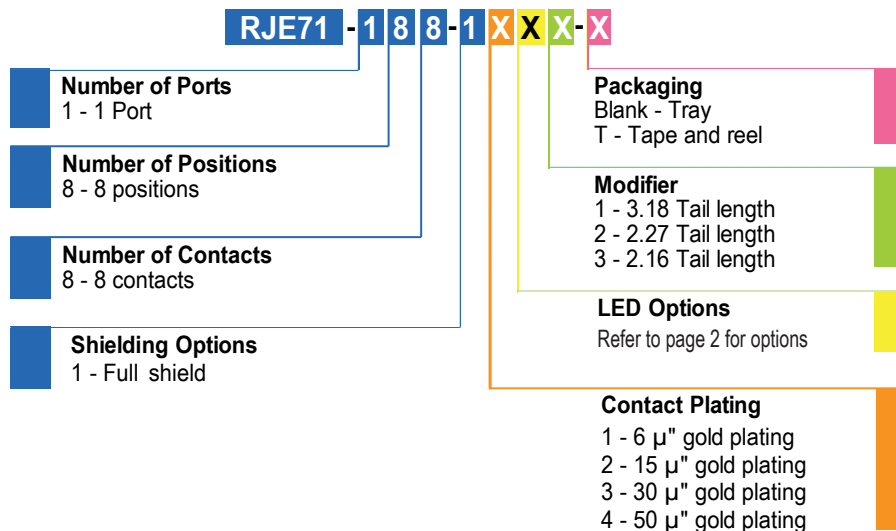 RJE71 - 1 8 8 - 1 X X X - X
Number of Ports
1 - 1 Port
Number of Positions
8 - 8 positions
Number of Contacts
8 - 8 contacts
Shielding Options
1 - Full shield
Packaging
Blank - Tray
T - Tape and reel
Modifier
1 - 3.18 Tail length
2 - 2.27 Tail length
3 - 2.16 Tail length
LED Options
Refer to page 2 for options
Contact Plating
1 - 6 µ" gold plating
2 - 15 µ" gold plating
3 - 30 µ" gold plating
4 - 50 µ" gold plating